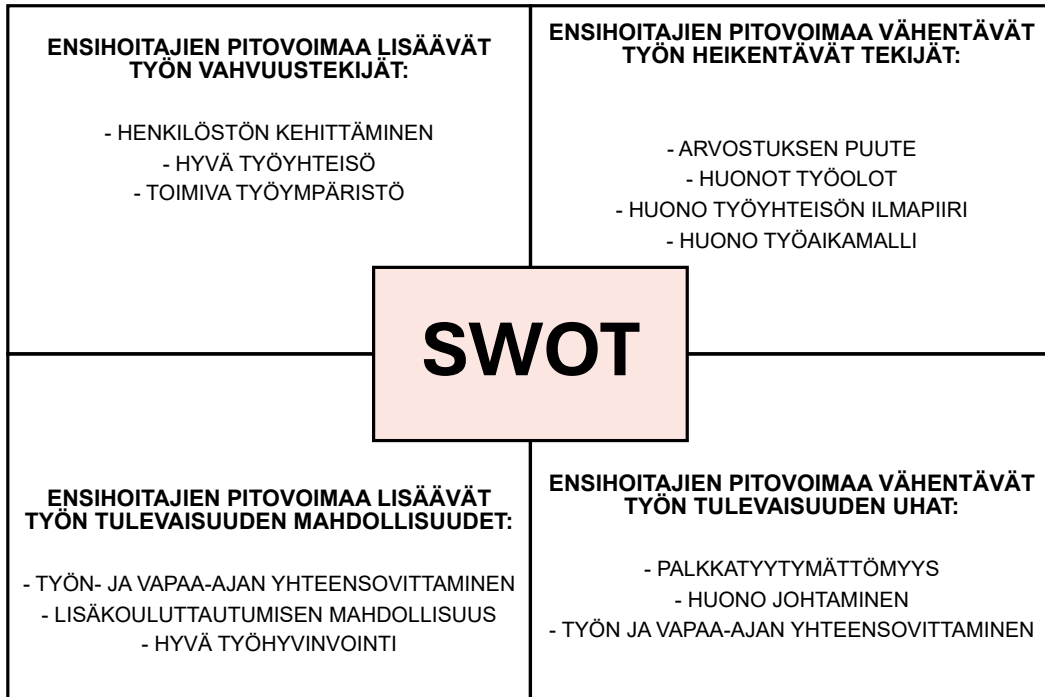 ENSIHOITAJIEN PITOVOIMAA LISÄÄVÄT
TYÖN VAHVUUSTEKIJÄT:
- HENKILÖSTÖN KEHITTÄMINEN
- HYVÄ TYÖYHTEISÖ
- TOIMIVA TYÖYMPÄRISTÖ
ENSIHOITAJIEN PITOVOIMAA VÄHENTÄVÄT
TYÖN HEIKENTÄVÄT TEKIJÄT:
- ARVOSTUKSEN PUUTE
- HUONOT TYÖOLOT
- HUONO TYÖYHTEISÖN ILMAPIIRI
- HUONO TYÖAIKAMALLI
SWOT
ENSIHOITAJIEN PITOVOIMAA LISÄÄVÄT
TYÖN TULEVAISUUDEN MAHDOLLISUUDET:
- TYÖN- JA VAPAA-AJAN YHTEENSOVITTAMINEN
- LISÄKOULUTTAUTUMISEN MAHDOLLISUUS
- HYVÄ TYÖHYVINVOINTI
ENSIHOITAJIEN PITOVOIMAA VÄHENTÄVÄT
TYÖN TULEVAISUUDEN UHAT:
- PALKKATYYTYMÄTTÖMYYS
- HUONO JOHTAMINEN
- TYÖN JA VAPAA-AJAN YHTEENSOVITTAMINEN